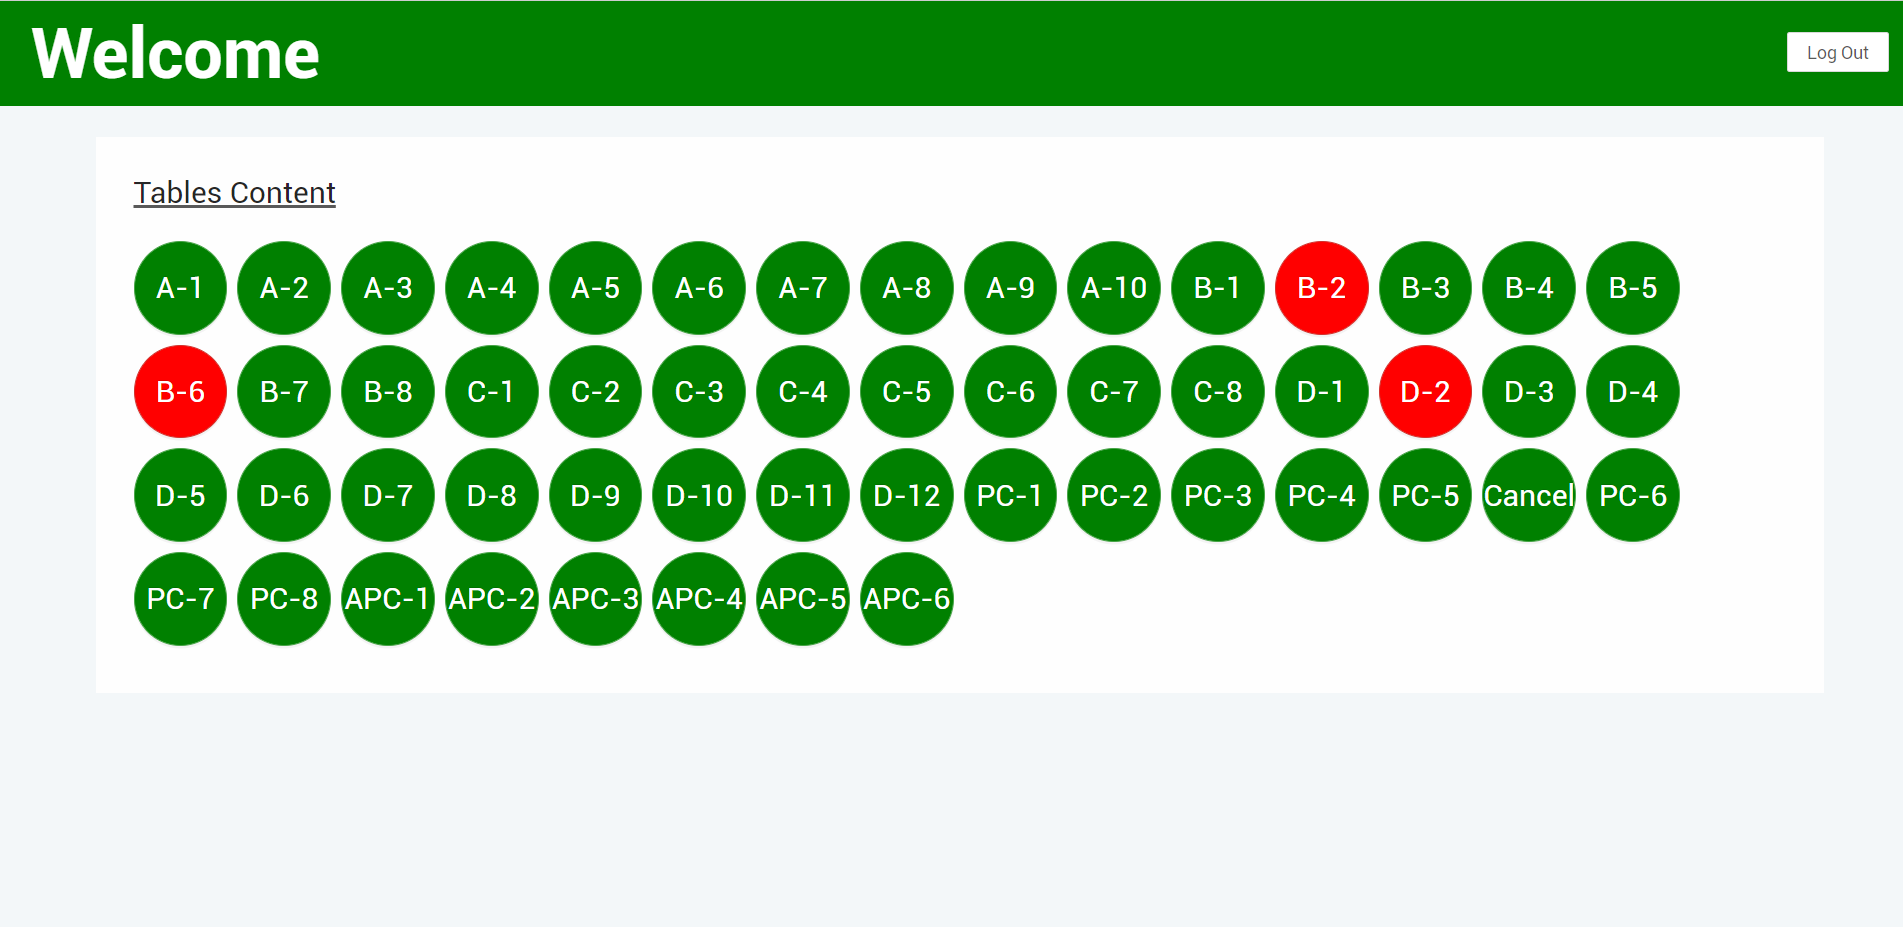 Welcome
Log Out
Tables Content
A-1 A-2 A-3 A-4 A-5 A-6 A-7 A-8 A-9 A-10 B-1 B-2 B-3 B-4 B-5
B-6 B-7 B-8 C-1 C-2 C-3 C-4 C-5 C-6 C-7 C-8 D-1 D-2 D-3 D-4
D-5 D-6 D-7 D-8 D-9 D-10 D-11 D-12 PC-1 PC-2 PC-3 PC-4 PC-5 Cancel PC-6
PC-7 PC-8 APC-1 APC-2 APC-3 APC-4 APC-5 APC-6